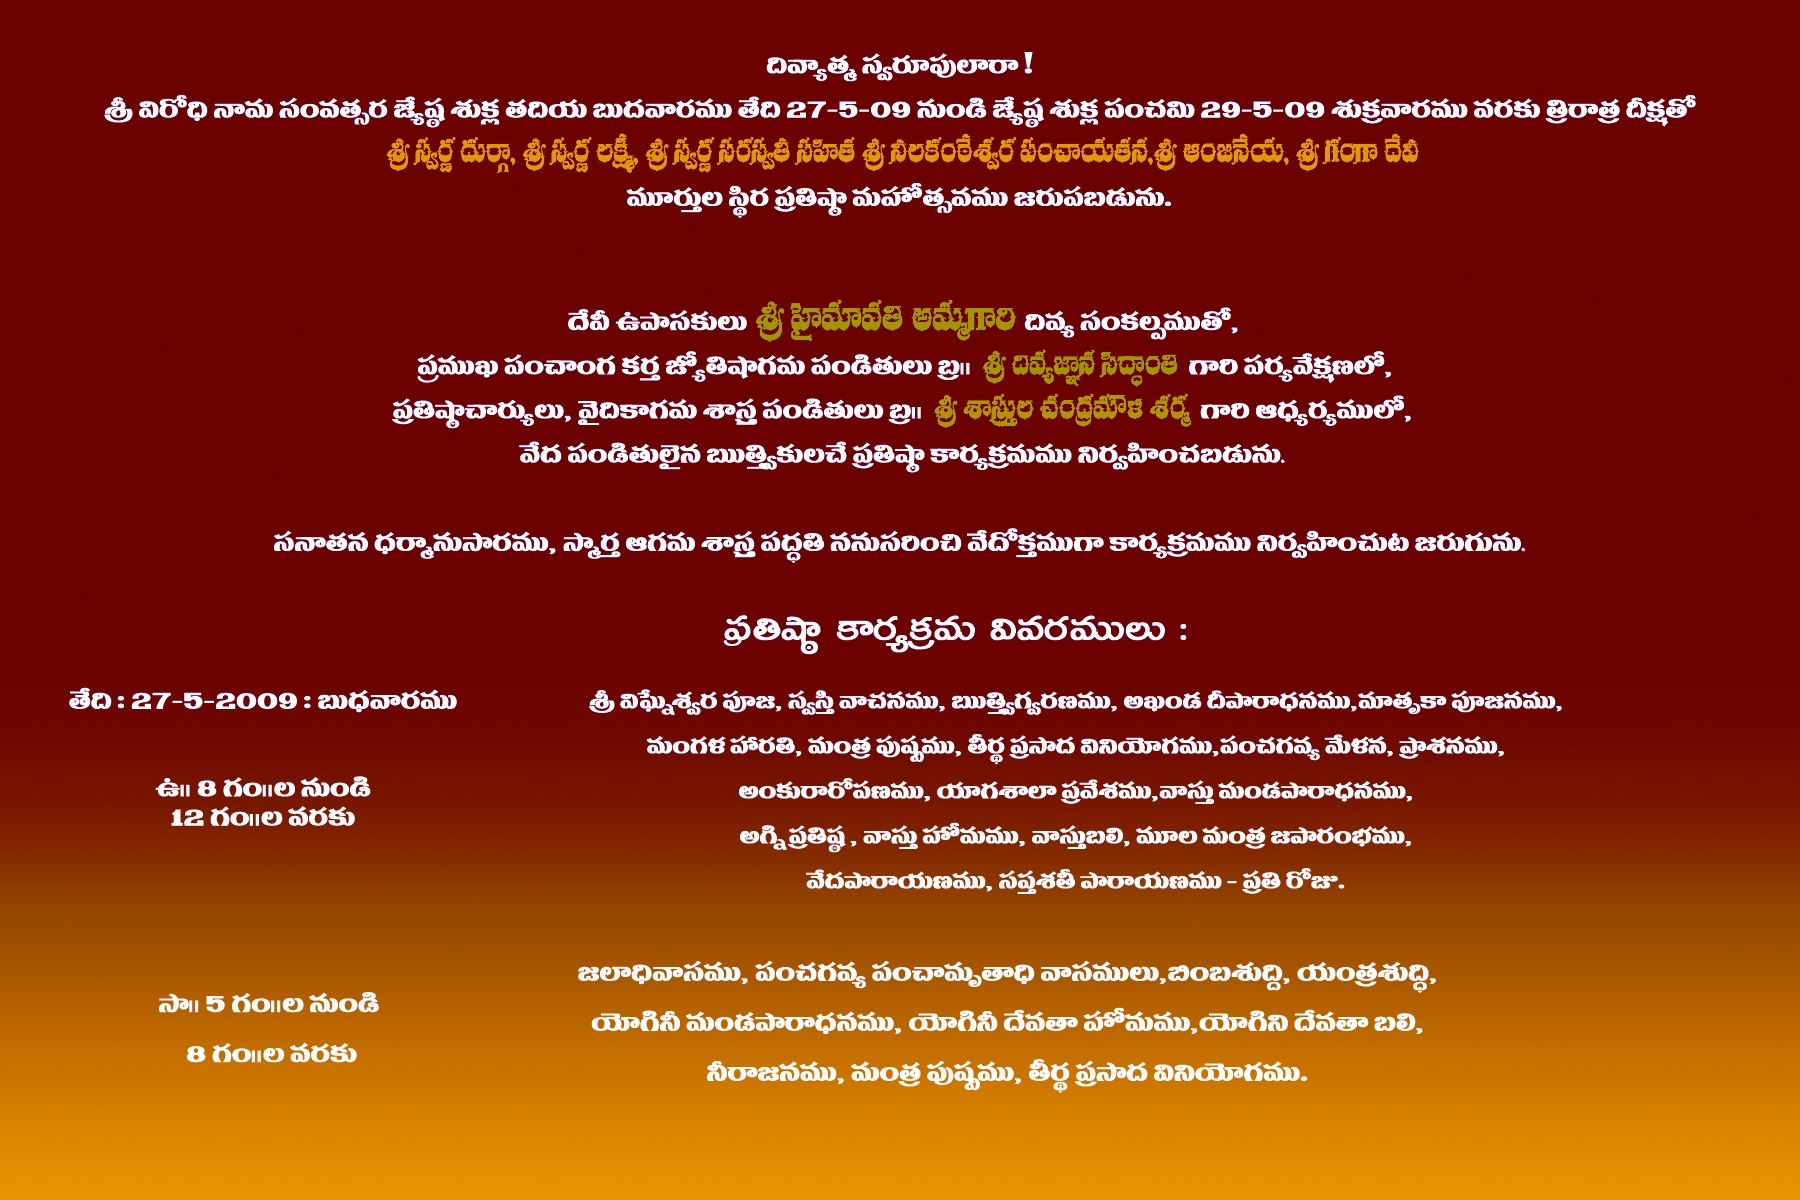 దివ్యాత్మ స్వరూపులారా !
శ్రీ విరోధి నామ సంవత్సర జ్యేష్ఠ శుక్ల తదియ బుదవారము తేది 27-5-09 నుండి జ్యేష్ఠ శుక్ల పంచమి 29-5-09 శుక్రవారము వరకు త్రిరాత్ర దీక్షతో
శ్రీ స్వర్ణ దుర్గా, శ్రీ స్వర్ణ లక్ష్మీ, శ్రీ స్వర్ణ సరస్వతీ సహిత శ్రీ నీలకంఠేశ్వర పంచాయతన,శ్రీ ఆంజనేయ, శ్రీ గంగా దేవీ
మూర్తుల స్థిర ప్రతిష్ఠా మహోత్సవము జరుపబడును.
దేవీ ఉపాసకులు శ్రీ హైమావతి అమ్మగారి దివ్య సంకల్పముతో,
ప్రముఖ పంచాంగ కర్త జ్యోతిషాగమ పండితులు బ్ర॥ శ్రీ దివ్యజ్ఞాన సిద్ధాంతి గారి పర్యవేక్షణలో,
ప్రతిష్ఠాచార్యులు, వైదికాగమ శాస్త్ర పండితులు బ్ర॥ శ్రీ శాస్త్రుల చంద్రమౌళి శర్మ గారి ఆధ్యర్యములో,
వేద పండితులైన ఋత్త్వికులచే ప్రతిష్ఠా కార్యక్రమము నిర్వహించబడును.
సనాతన ధర్మానుసారము, స్మార్త ఆగమ శాస్త్ర పద్ధతి ననుసరించి వేదోక్తముగా కార్యక్రమము నిర్వహించుట జరుగును.
ప్రతిష్ఠా కార్యక్రమ వివరములు :
తేది : 27-5-2009 : బుధవారము
శ్రీ విఘ్నేశ్వర పూజ, స్వస్తి వాచనము, ఋత్త్విగ్వరణము, అఖండ దీపారాధనము,మాతృకా పూజనము,
మంగళ హారతి, మంత్ర పుష్పము, తీర్థ ప్రసాద వినియోగము,పంచగవ్య మేళన, ప్రాశనము,
ఉ॥ 8 గం॥ల నుండి
12 గం॥ల వరకు
అంకురారోపణము, యాగశాలా ప్రవేశము,వాస్తు మండపారాధనము,
అగ్ని ప్రతిష్ఠ , వాస్తు హోమము, వాస్తుబలి, మూల మంత్ర జపారంభము,
వేదపారాయణము, సప్తశతీ పారాయణము - ప్రతి రోజు.
జలాధివాసము, పంచగవ్య పంచామృతాధి వాసములు,బింబశుద్ది, యంత్రశుద్ధి,
సా॥ 5 గం॥ల నుండి
8 గం॥ల వరకు
యోగినీ మండపారాధనము, యోగినీ దేవతా హోమము,యోగిని దేవతా బలి,
నీరాజనము, మంత్ర పుష్పము, తీర్థ ప్రసాద వినియోగము.